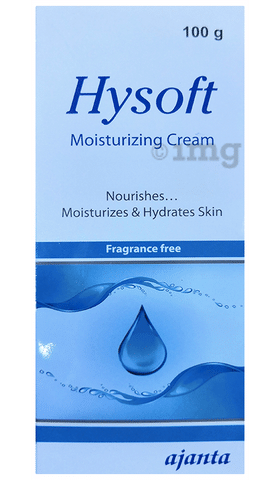 100 g
Hysoft
Moisturizing Cream
1mg
Nourishes...
Moisturizes & Hydrates Skin
Fragrance free
ajanta